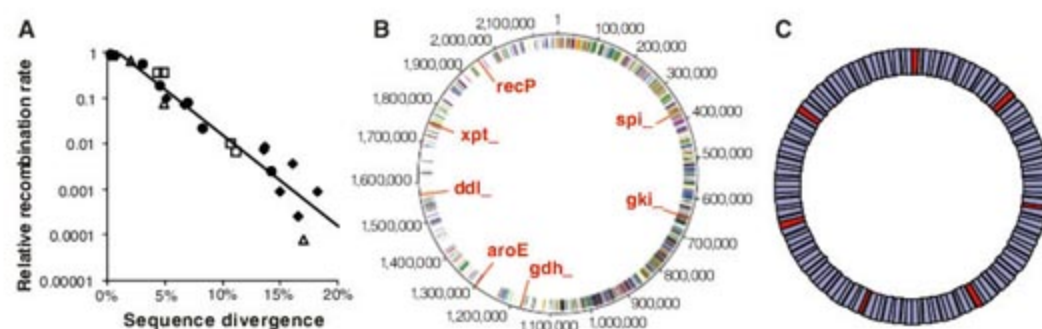 A
Relative recombination rate
1
0.1
0.01
0.001
0.0001
0.00001
0% 5% 10% 15% 20%
Sequence divergence
B
1
100,000
200,000
300,000
400,000
500,000
600,000
700,000
800,000
900,000
1,000,000
1,100,000
1,200,000
1,300,000
1,400,000
1,500,000
1,600,000
1,700,000
1,800,000
1,900,000
2,000,000
2,100,000
recP
spi_
xpt_
ddl_
gki_
aroE
gdh_
C